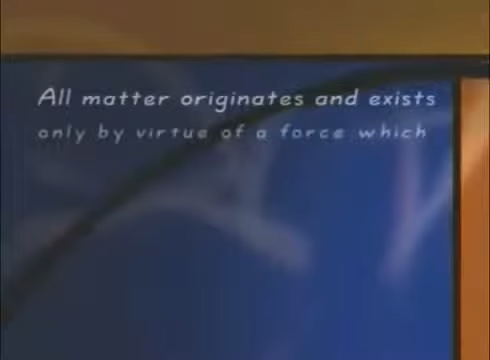 All matter originates and exists
only by virtue of a force which